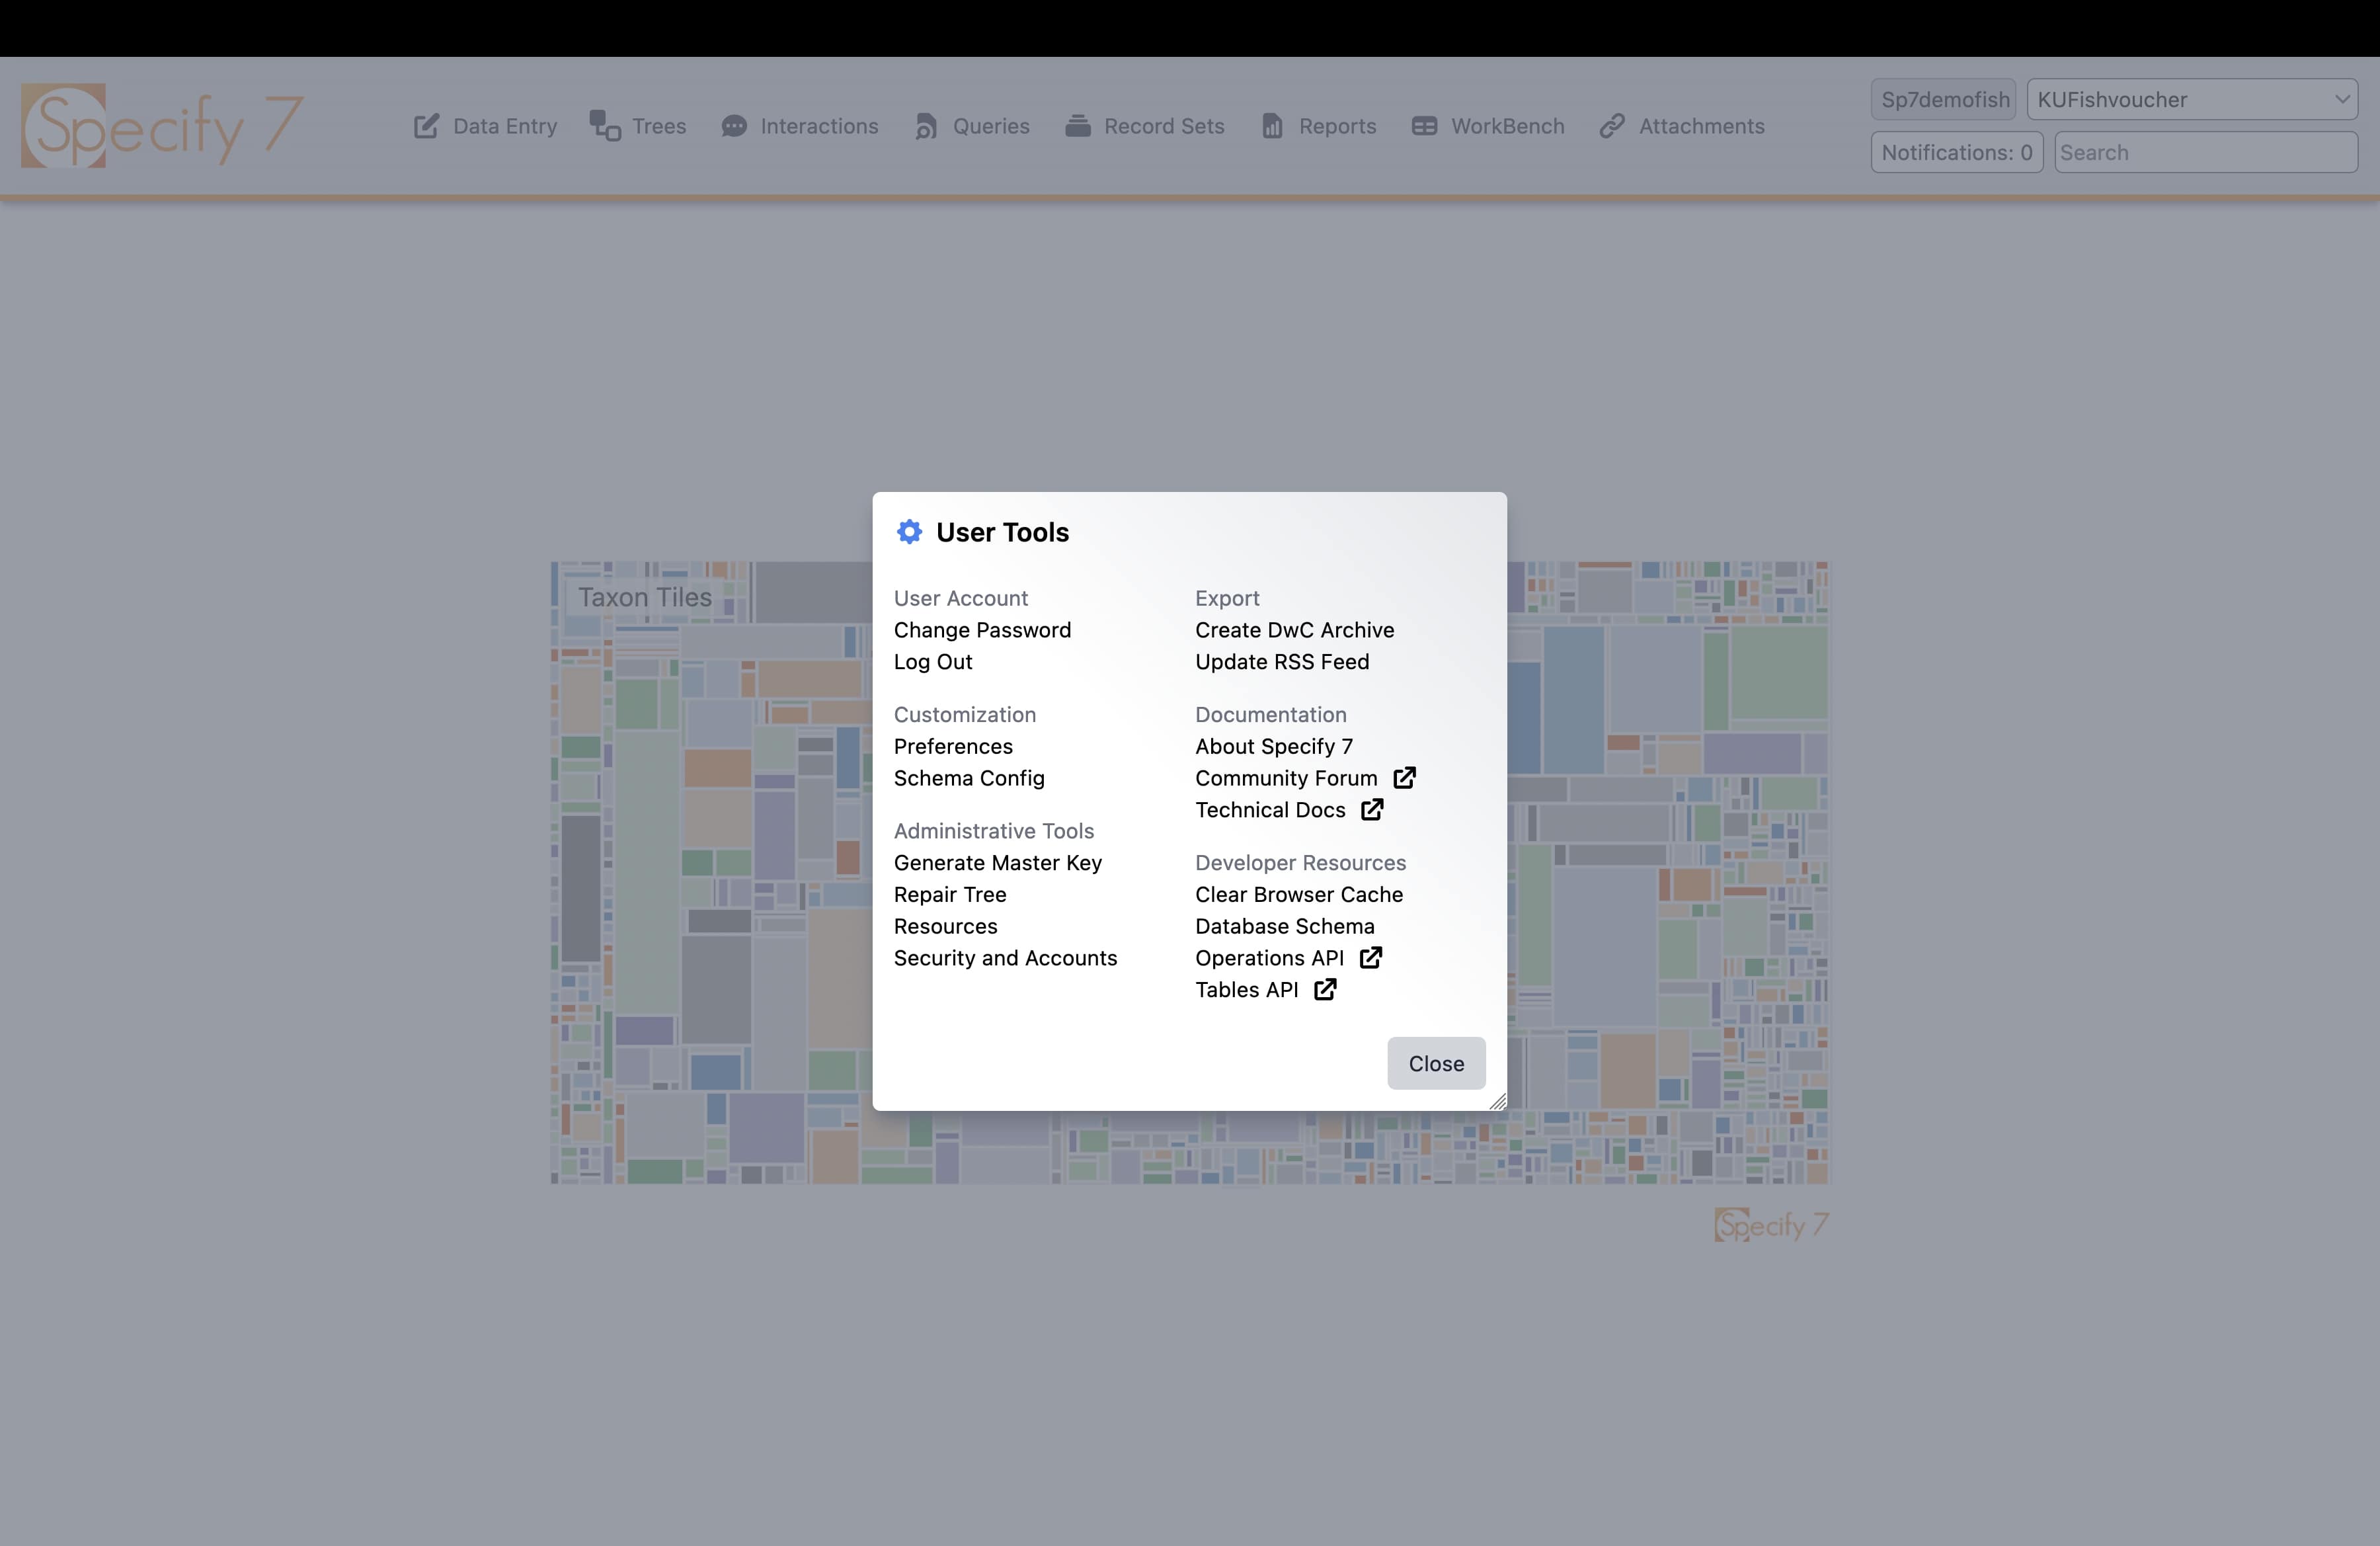 Specify 7
Data Entry
Trees
Interactions
Queries
Record Sets
Reports
WorkBench
Attachments
Sp7demofish
KUFishvoucher
Notifications: 0
Search
Taxon Tiles
User Tools
User Account
Change Password
Log Out
Customization
Preferences
Schema Config
Administrative Tools
Generate Master Key
Repair Tree
Resources
Security and Accounts
Export
Create DwC Archive
Update RSS Feed
Documentation
About Specify 7
Community Forum
Technical Docs
Developer Resources
Clear Browser Cache
Database Schema
Operations API
Tables API
Close
Specify 7